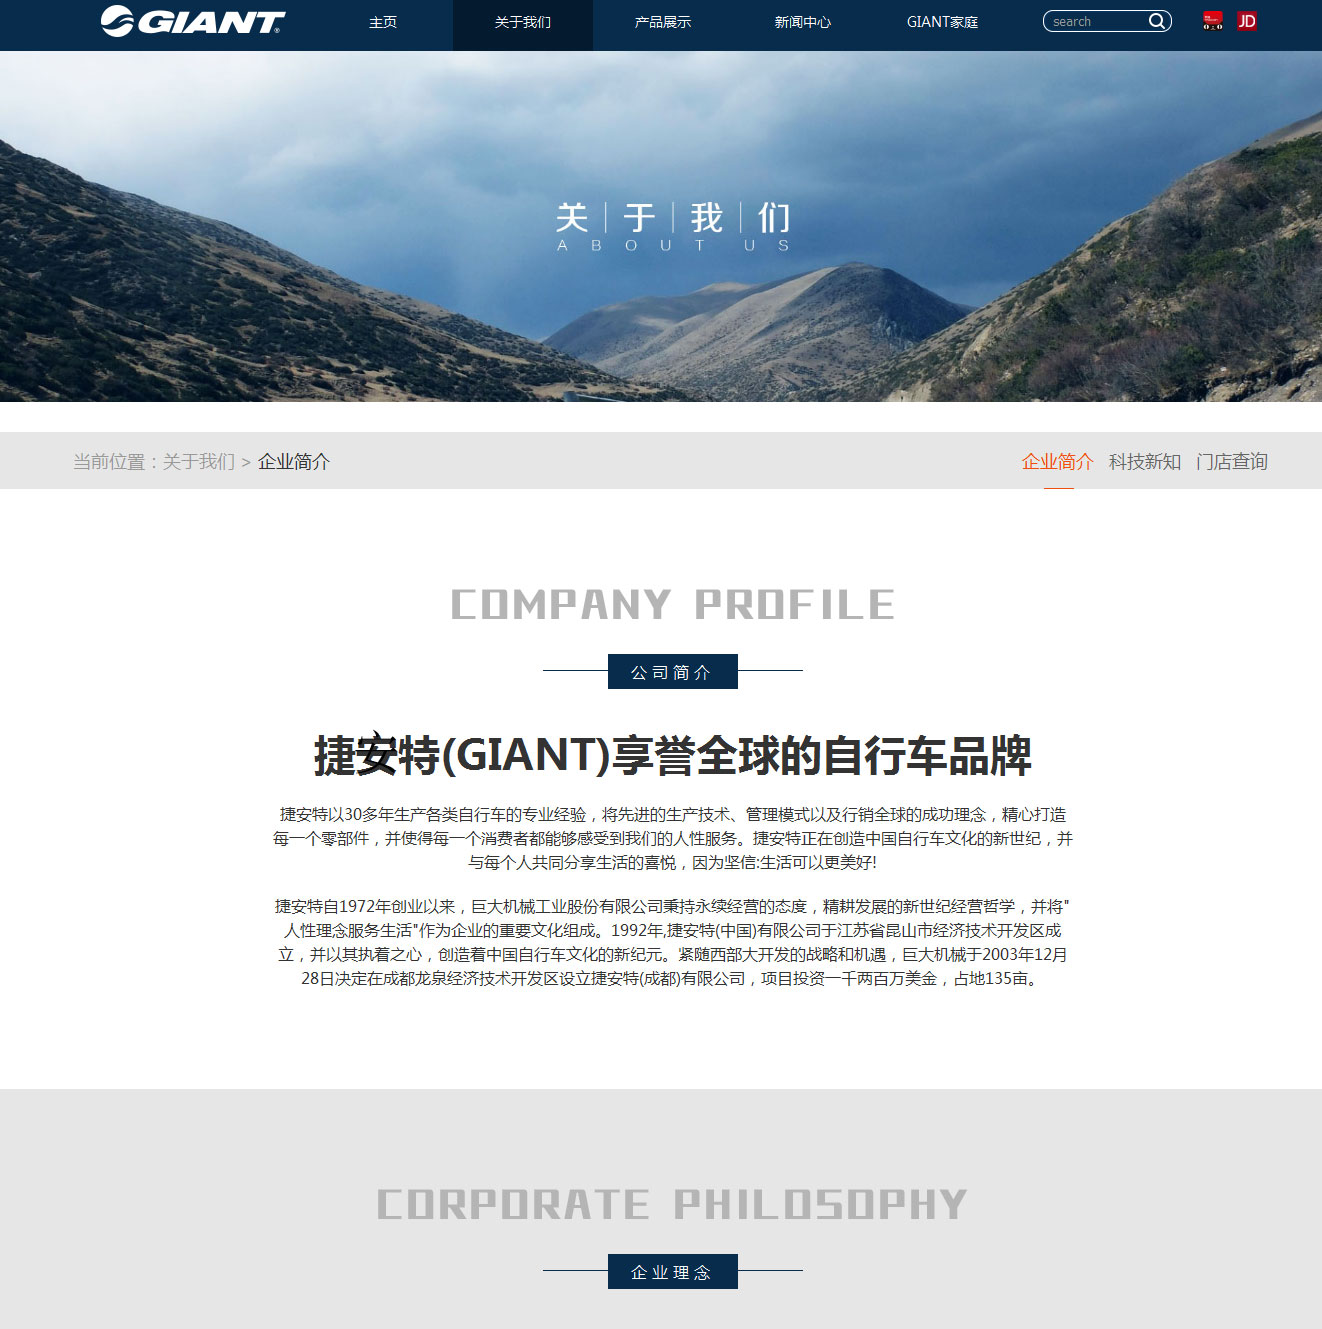 GIANT®
主页 关于我们 产品展示 新闻中心 GIANT家庭 search JD
关于我们
ABOUT US
当前位置：关于我们 > 企业简介
企业简介 科技新知 门店查询
COMPANY PROFILE
公司简介
捷安特(GIANT)享誉全球的自行车品牌
捷安特以30多年生产各类自行车的专业经验，将先进的生产技术、管理模式以及行销全球的成功理念，精心打造
每一个零部件，并使得每一个消费者都能够感受到我们的人性服务。捷安特正在创造中国自行车文化的新世纪，并
与每个人共同分享生活的喜悦，因为坚信:生活可以更美好!
捷安特自1972年创业以来，巨大机械工业股份有限公司秉持永续经营的态度，精耕发展的新世纪经营哲学，并将"
人性理念服务生活"作为企业的重要文化组成。1992年,捷安特(中国)有限公司于江苏省昆山市经济技术开发区成
立，并以其执着之心，创造着中国自行车文化的新纪元。紧随西部大开发的战略和机遇，巨大机械于2003年12月
28日决定在成都龙泉经济技术开发区设立捷安特(成都)有限公司，项目投资一千两百万美金，占地135亩。
CORPORATE PHILOSOPHY
企业理念